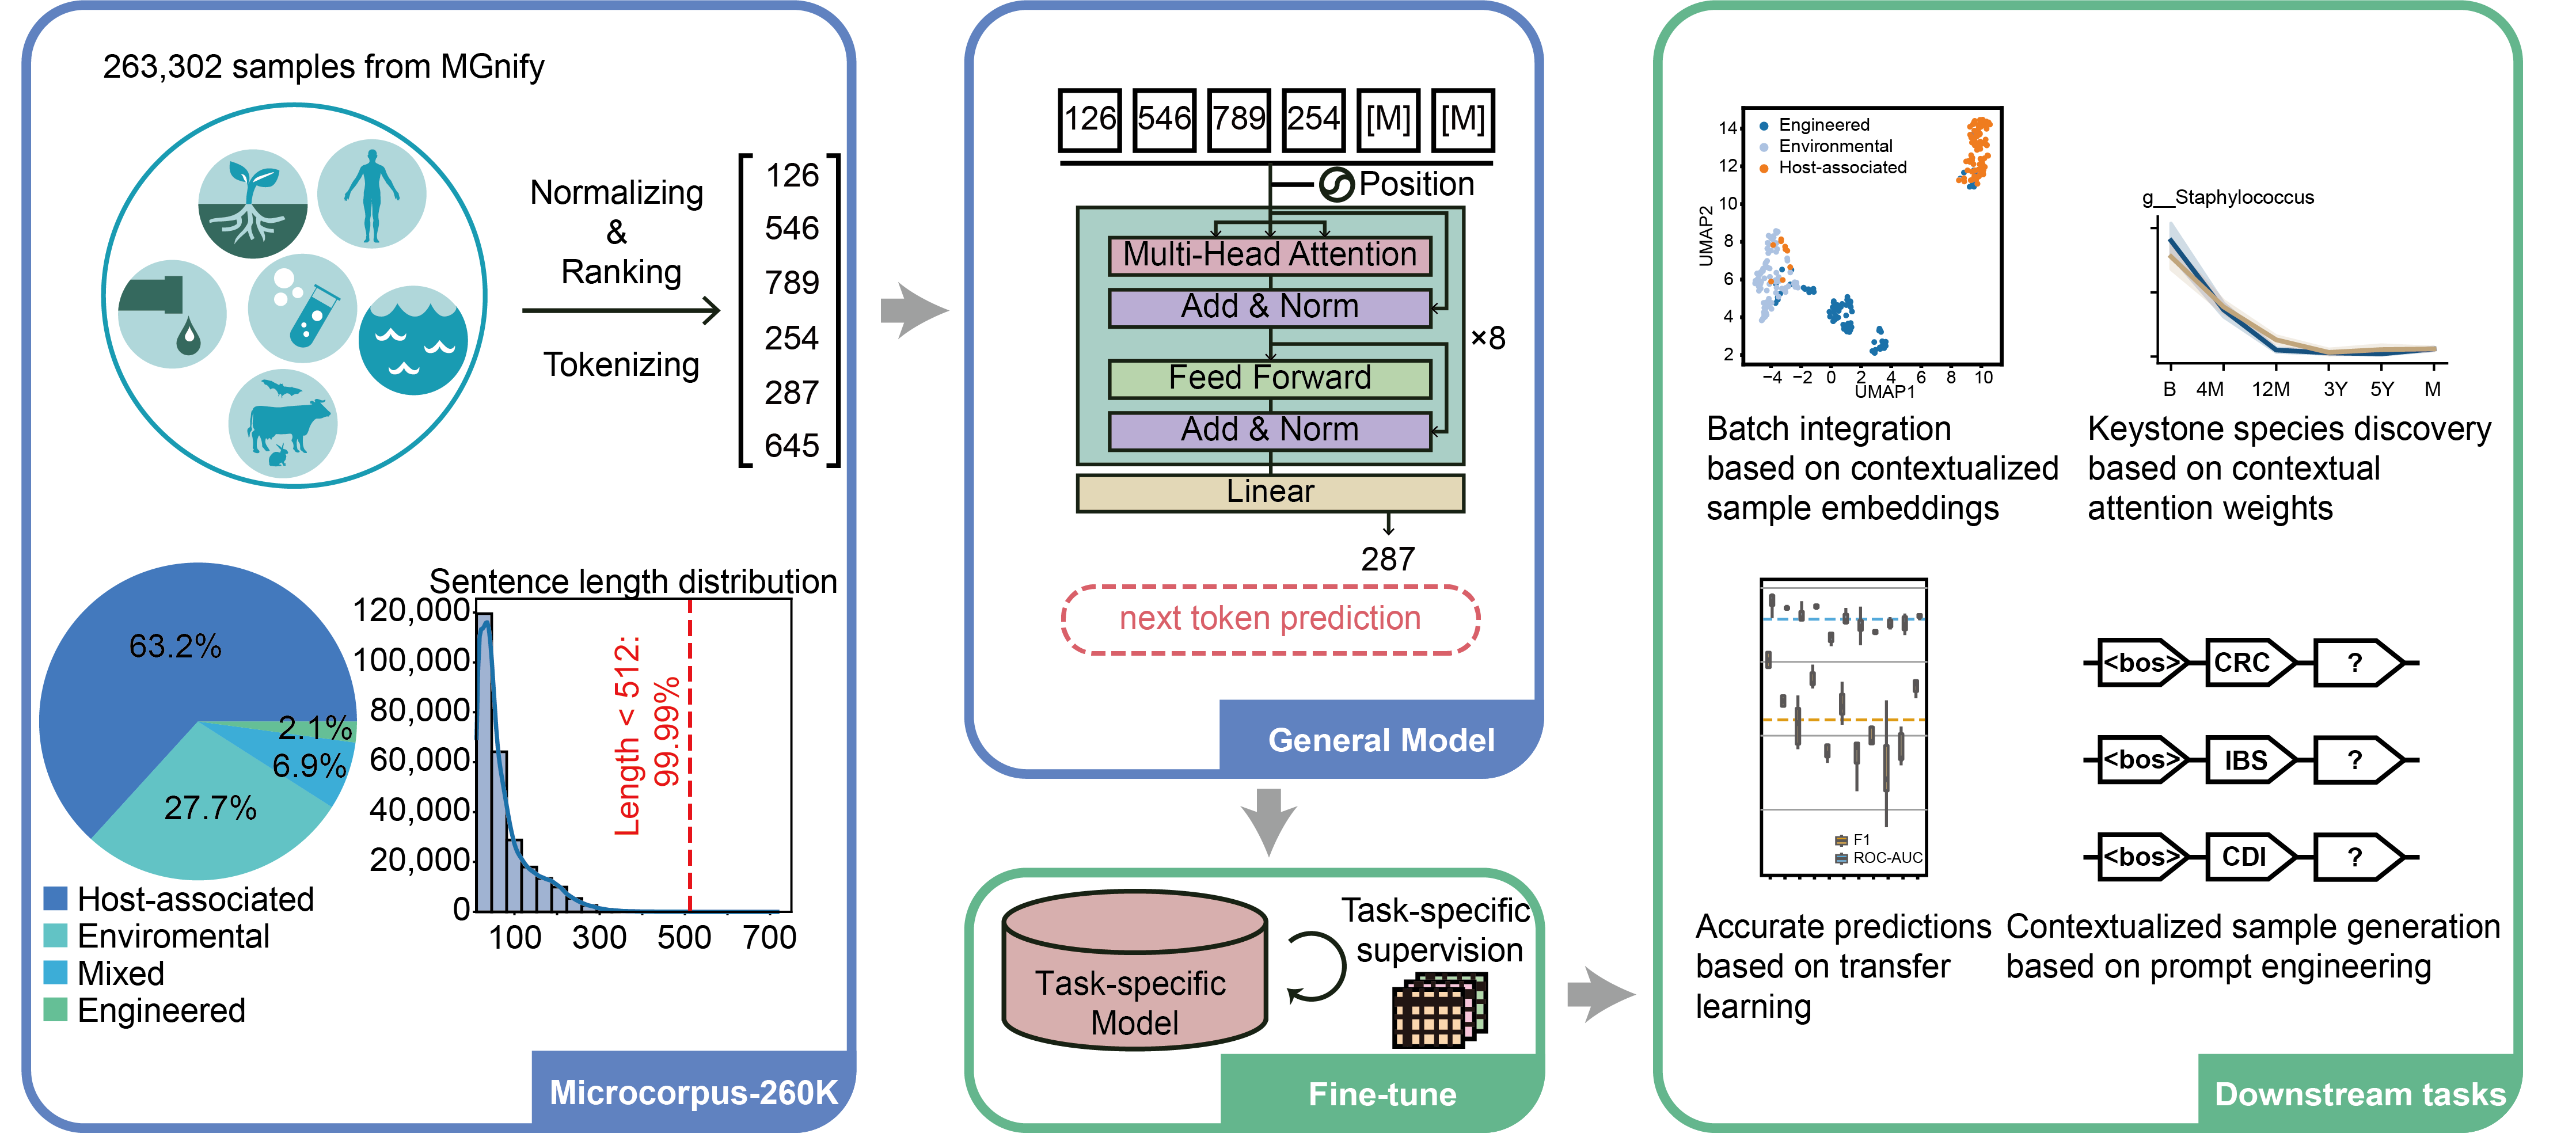 263,302 samples from MGnify
Normalizing
&
Ranking
Tokenizing
126
546
789
254
287
645
63.2%
2.1%
6.9%
27.7%
Host-associated
Enviromental
Mixed
Engineered
Sentence length distribution
120,000
100,000
80,000
60,000
40,000
20,000
0
100 300 500 700
Length < 512:
99.99%
Microcorpus-260K
126 546 789 254 [M] [M]
Position
Multi-Head Attention
Add & Norm
Feed Forward
Add & Norm
×8
Linear
287
next token prediction
General Model
Task-specific
Model
Task-specific
supervision
Fine-tune
Engineered
Environmental
Host-associated
14
12
10
8
6
4
2
UMAP2
−4 −2 0 2 4 6 8 10
UMAP1
Batch integration
based on contextualized
sample embeddings
g__Staphylococcus
B 4M 12M 3Y 5Y M
Keystone species discovery
based on contextual
attention weights
F1
ROC-AUC
Accurate predictions
based on transfer
learning
<bos> CRC ?
<bos> IBS ?
<bos> CDI ?
Contextualized sample generation
based on prompt engineering
Downstream tasks